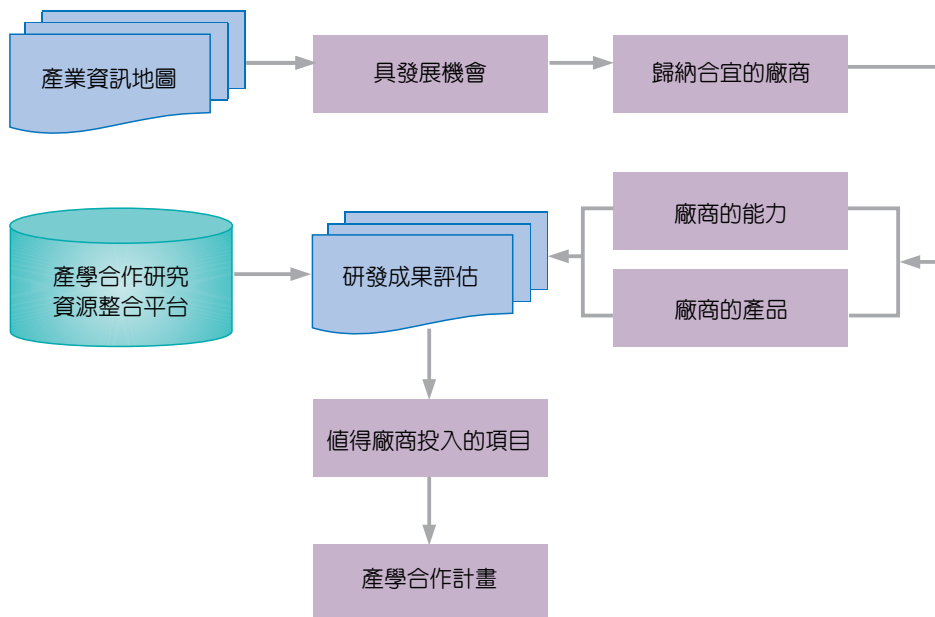 產業資訊地圖
具發展機會
歸納合宜的廠商
廠商的能力
廠商的產品
產學合作研究
資源整合平台
研發成果評估
值得廠商投入的項目
產學合作計畫